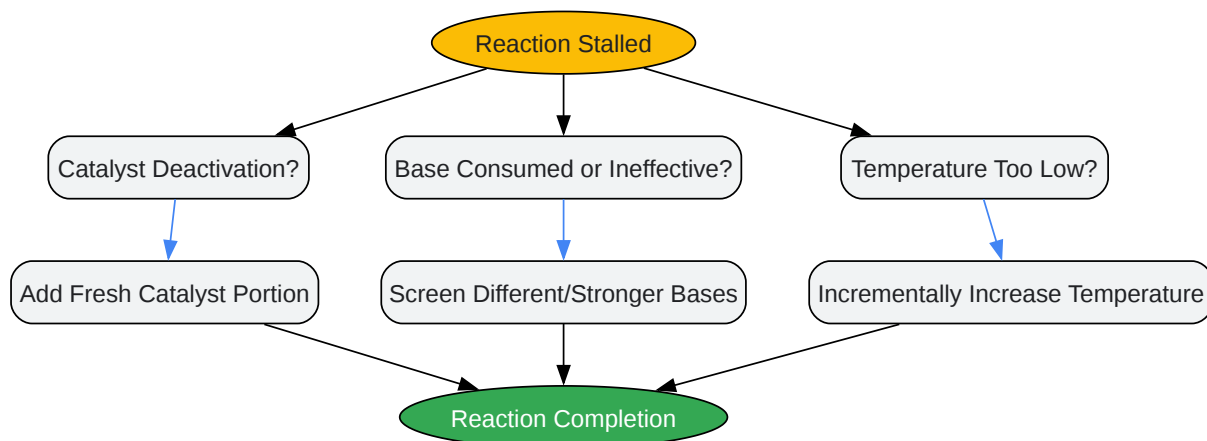 Reaction Stalled
Catalyst Deactivation?
Base Consumed or Ineffective?
Temperature Too Low?
Add Fresh Catalyst Portion
Screen Different/Stronger Bases
Incrementally Increase Temperature
Reaction Completion